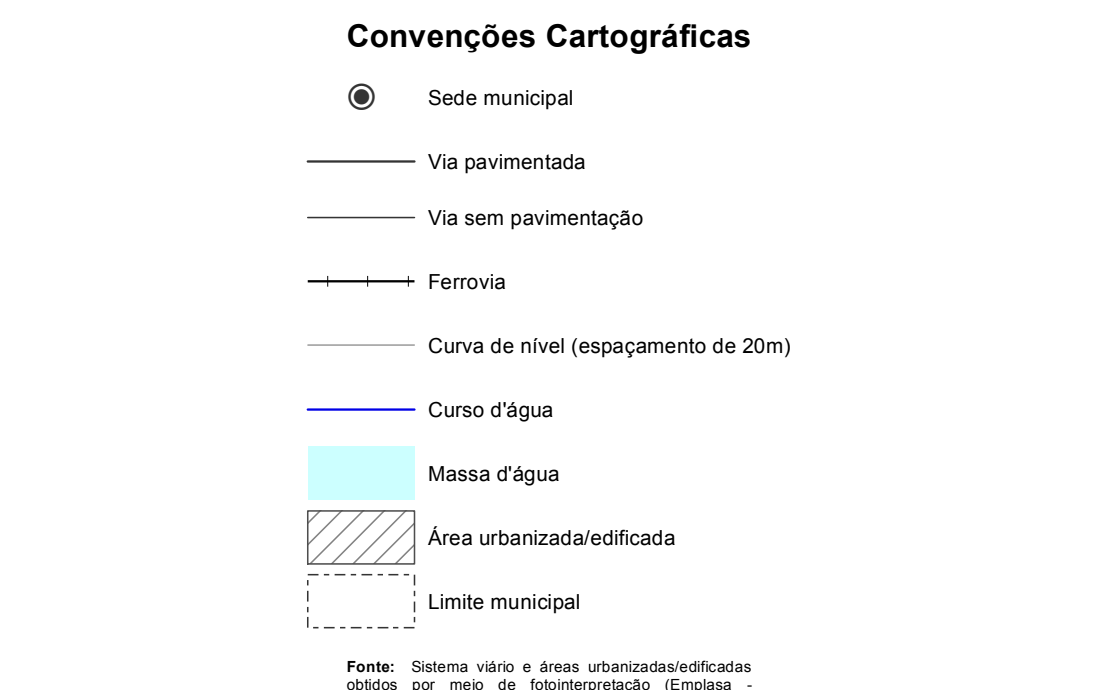 Convenções Cartográficas
Sede municipal
Via pavimentada
Via sem pavimentação
Ferrovia
Curva de nível (espaçamento de 20m)
Curso d'água
Massa d'água
Área urbanizada/edificada
Limite municipal
Fonte: Sistema viário e áreas urbanizadas/edificadas
obtidos por meio de fotointerpretação (Emplasa -